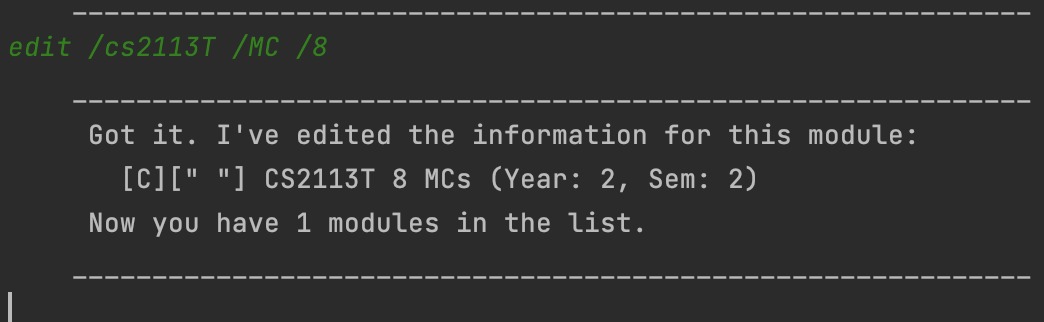 ____________________________________________________________
edit /cs2113T /MC /8
____________________________________________________________
Got it. I've edited the information for this module:
[C][" "] CS2113T 8 MCs (Year: 2, Sem: 2)
Now you have 1 modules in the list.
____________________________________________________________